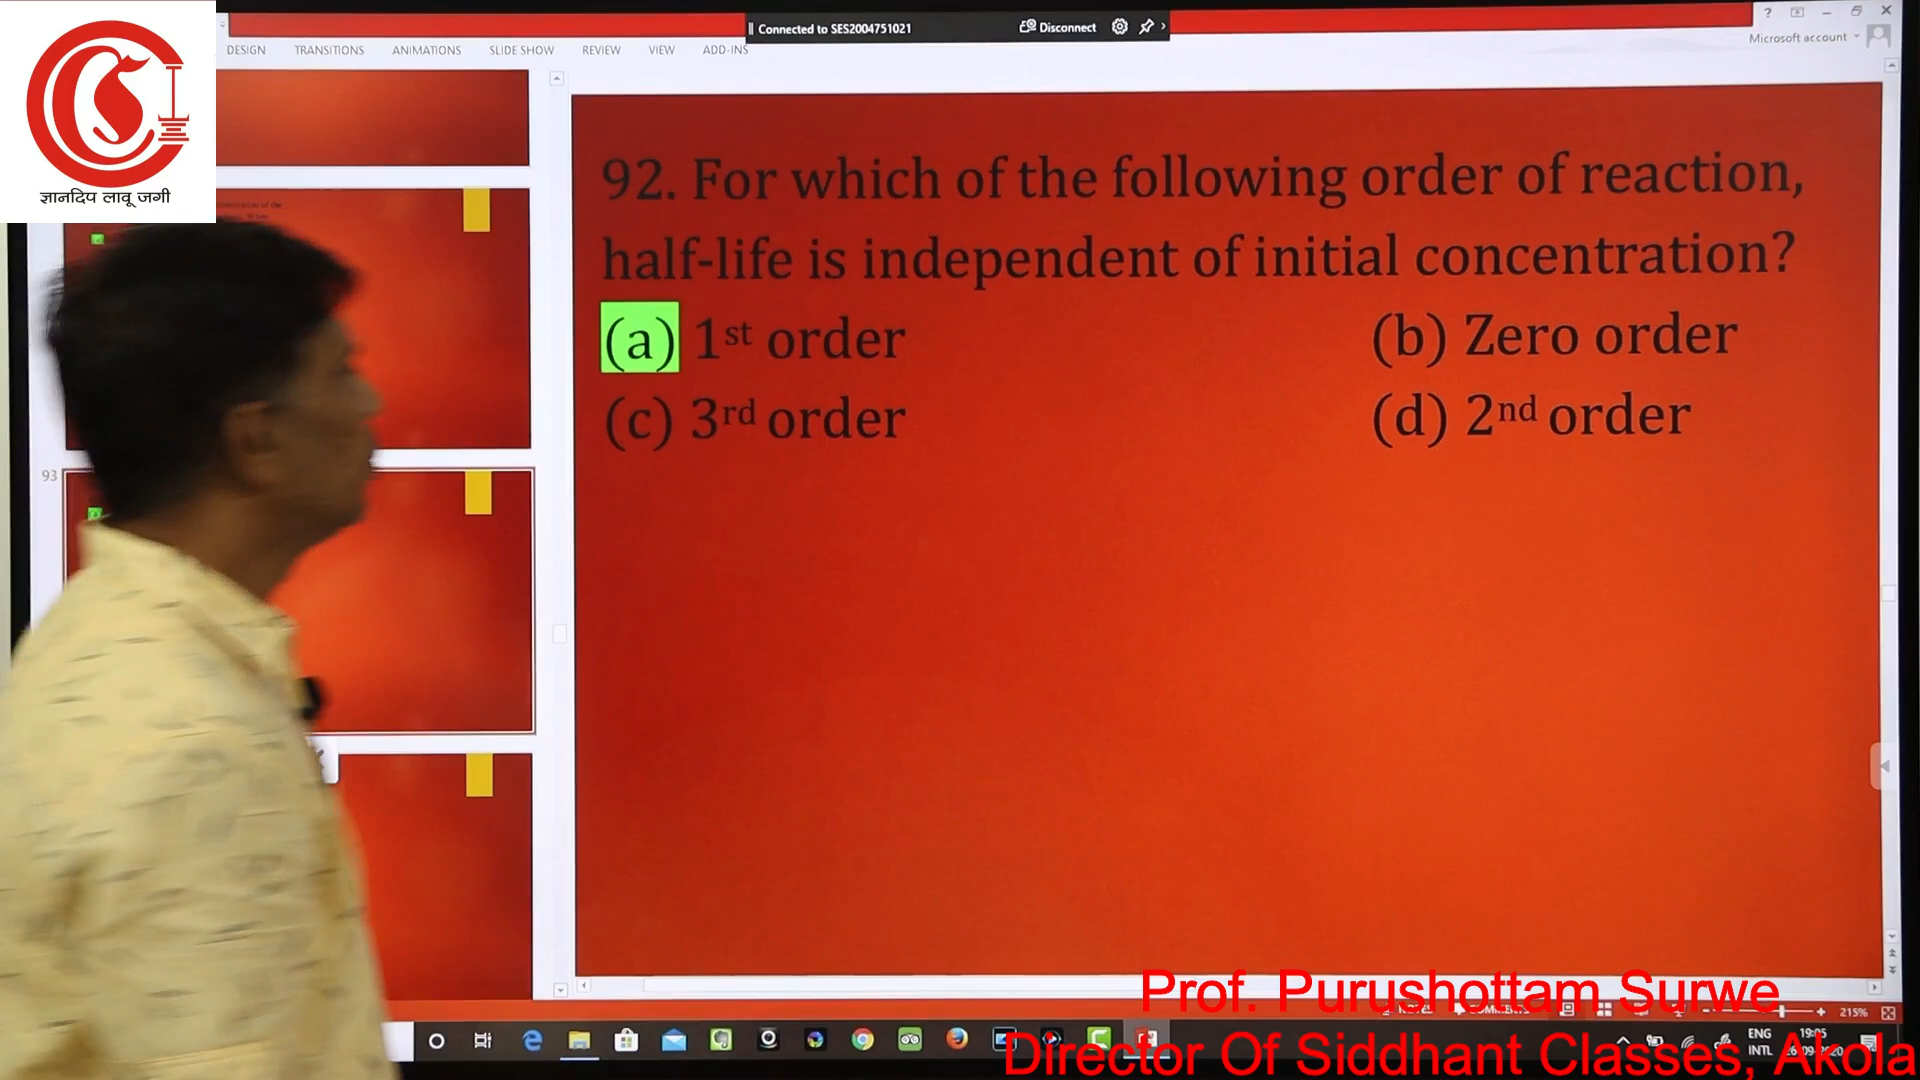 DESIGN TRANSITIONS ANIMATIONS SLIDE SHOW REVIEW VIEW ADD-INS
Connected to SES2004751021 Disconnect
Microsoft account
ज्ञानदिप लावू जगी
92. For which of the following order of reaction,
half-life is independent of initial concentration?
(a) 1st order (b) Zero order
(c) 3rd order (d) 2nd order
93
Prof. Purushottam Surwe
215%
Director Of Siddhant Classes, Akola
ENG 19:05
INTL